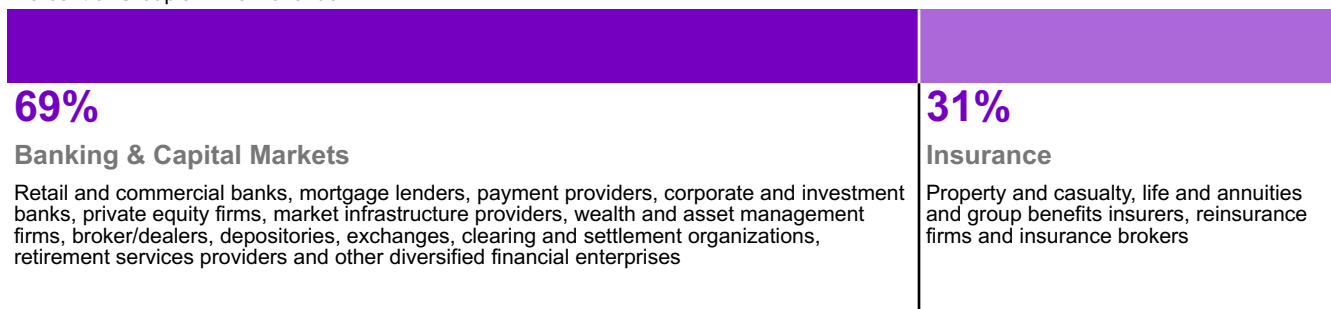 69%
Banking & Capital Markets
Retail and commercial banks, mortgage lenders, payment providers, corporate and investment
banks, private equity firms, market infrastructure providers, wealth and asset management
firms, broker/dealers, depositories, exchanges, clearing and settlement organizations,
retirement services providers and other diversified financial enterprises
31%
Insurance
Property and casualty, life and annuities
and group benefits insurers, reinsurance
firms and insurance brokers